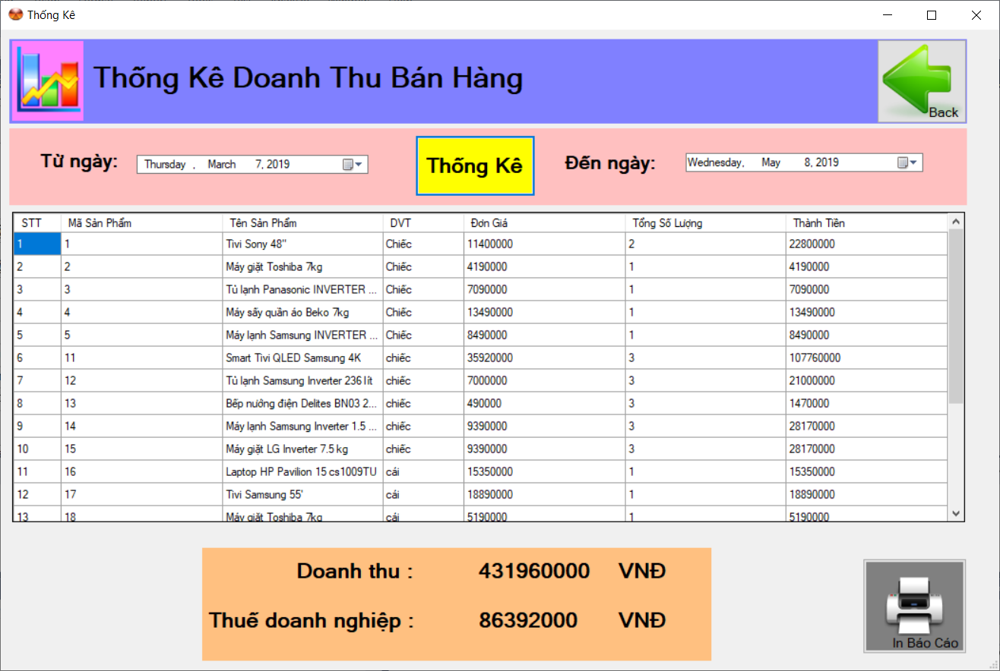 Thống Kê
Thống Kê Doanh Thu Bán Hàng
Back
Từ ngày:
Thursday , March 7, 2019
Thống Kê
Đến ngày:
Wednesday, May 8, 2019
STT Mã Sản Phẩm Tên Sản Phẩm DVT Đơn Giá Tổng Số Lượng Thành Tiền
1 1 Tivi Sony 48" Chiếc 11400000 2 22800000
2 2 Máy giặt Toshiba 7kg Chiếc 4190000 1 4190000
3 3 Tủ lạnh Panasonic INVERTER ... Chiếc 7090000 1 7090000
4 4 Máy sấy quần áo Beko 7kg Chiếc 13490000 1 13490000
5 5 Máy lạnh Samsung INVERTER ... Chiếc 8490000 1 8490000
6 11 Smart Tivi QLED Samsung 4K chiếc 35920000 3 107760000
7 12 Tủ lạnh Samsung Inverter 236 lít chiếc 7000000 3 21000000
8 13 Bếp nướng điện Delites BN03 2... chiếc 490000 3 1470000
9 14 Máy lạnh Samsung Inverter 1.5 ... chiếc 9390000 3 28170000
10 15 Máy giặt LG Inverter 7.5 kg chiếc 9390000 3 28170000
11 16 Laptop HP Pavilion 15 cs1009TU cái 15350000 1 15350000
12 17 Tivi Samsung 55' cái 18890000 1 18890000
13 18 Máy giặt Toshiba 7kg cái 5190000 1 5190000
Doanh thu : 431960000 VNĐ
Thuế doanh nghiệp : 86392000 VNĐ
In Báo Cáo